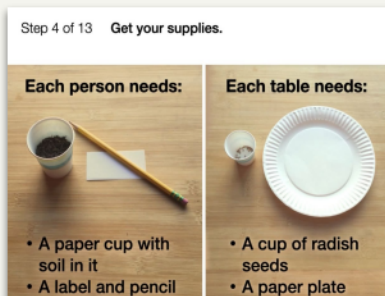 Step 4 of 13 Get your supplies.
Each person needs:
• A paper cup with
soil in it
• A label and pencil
Each table needs:
• A cup of radish
seeds
• A paper plate